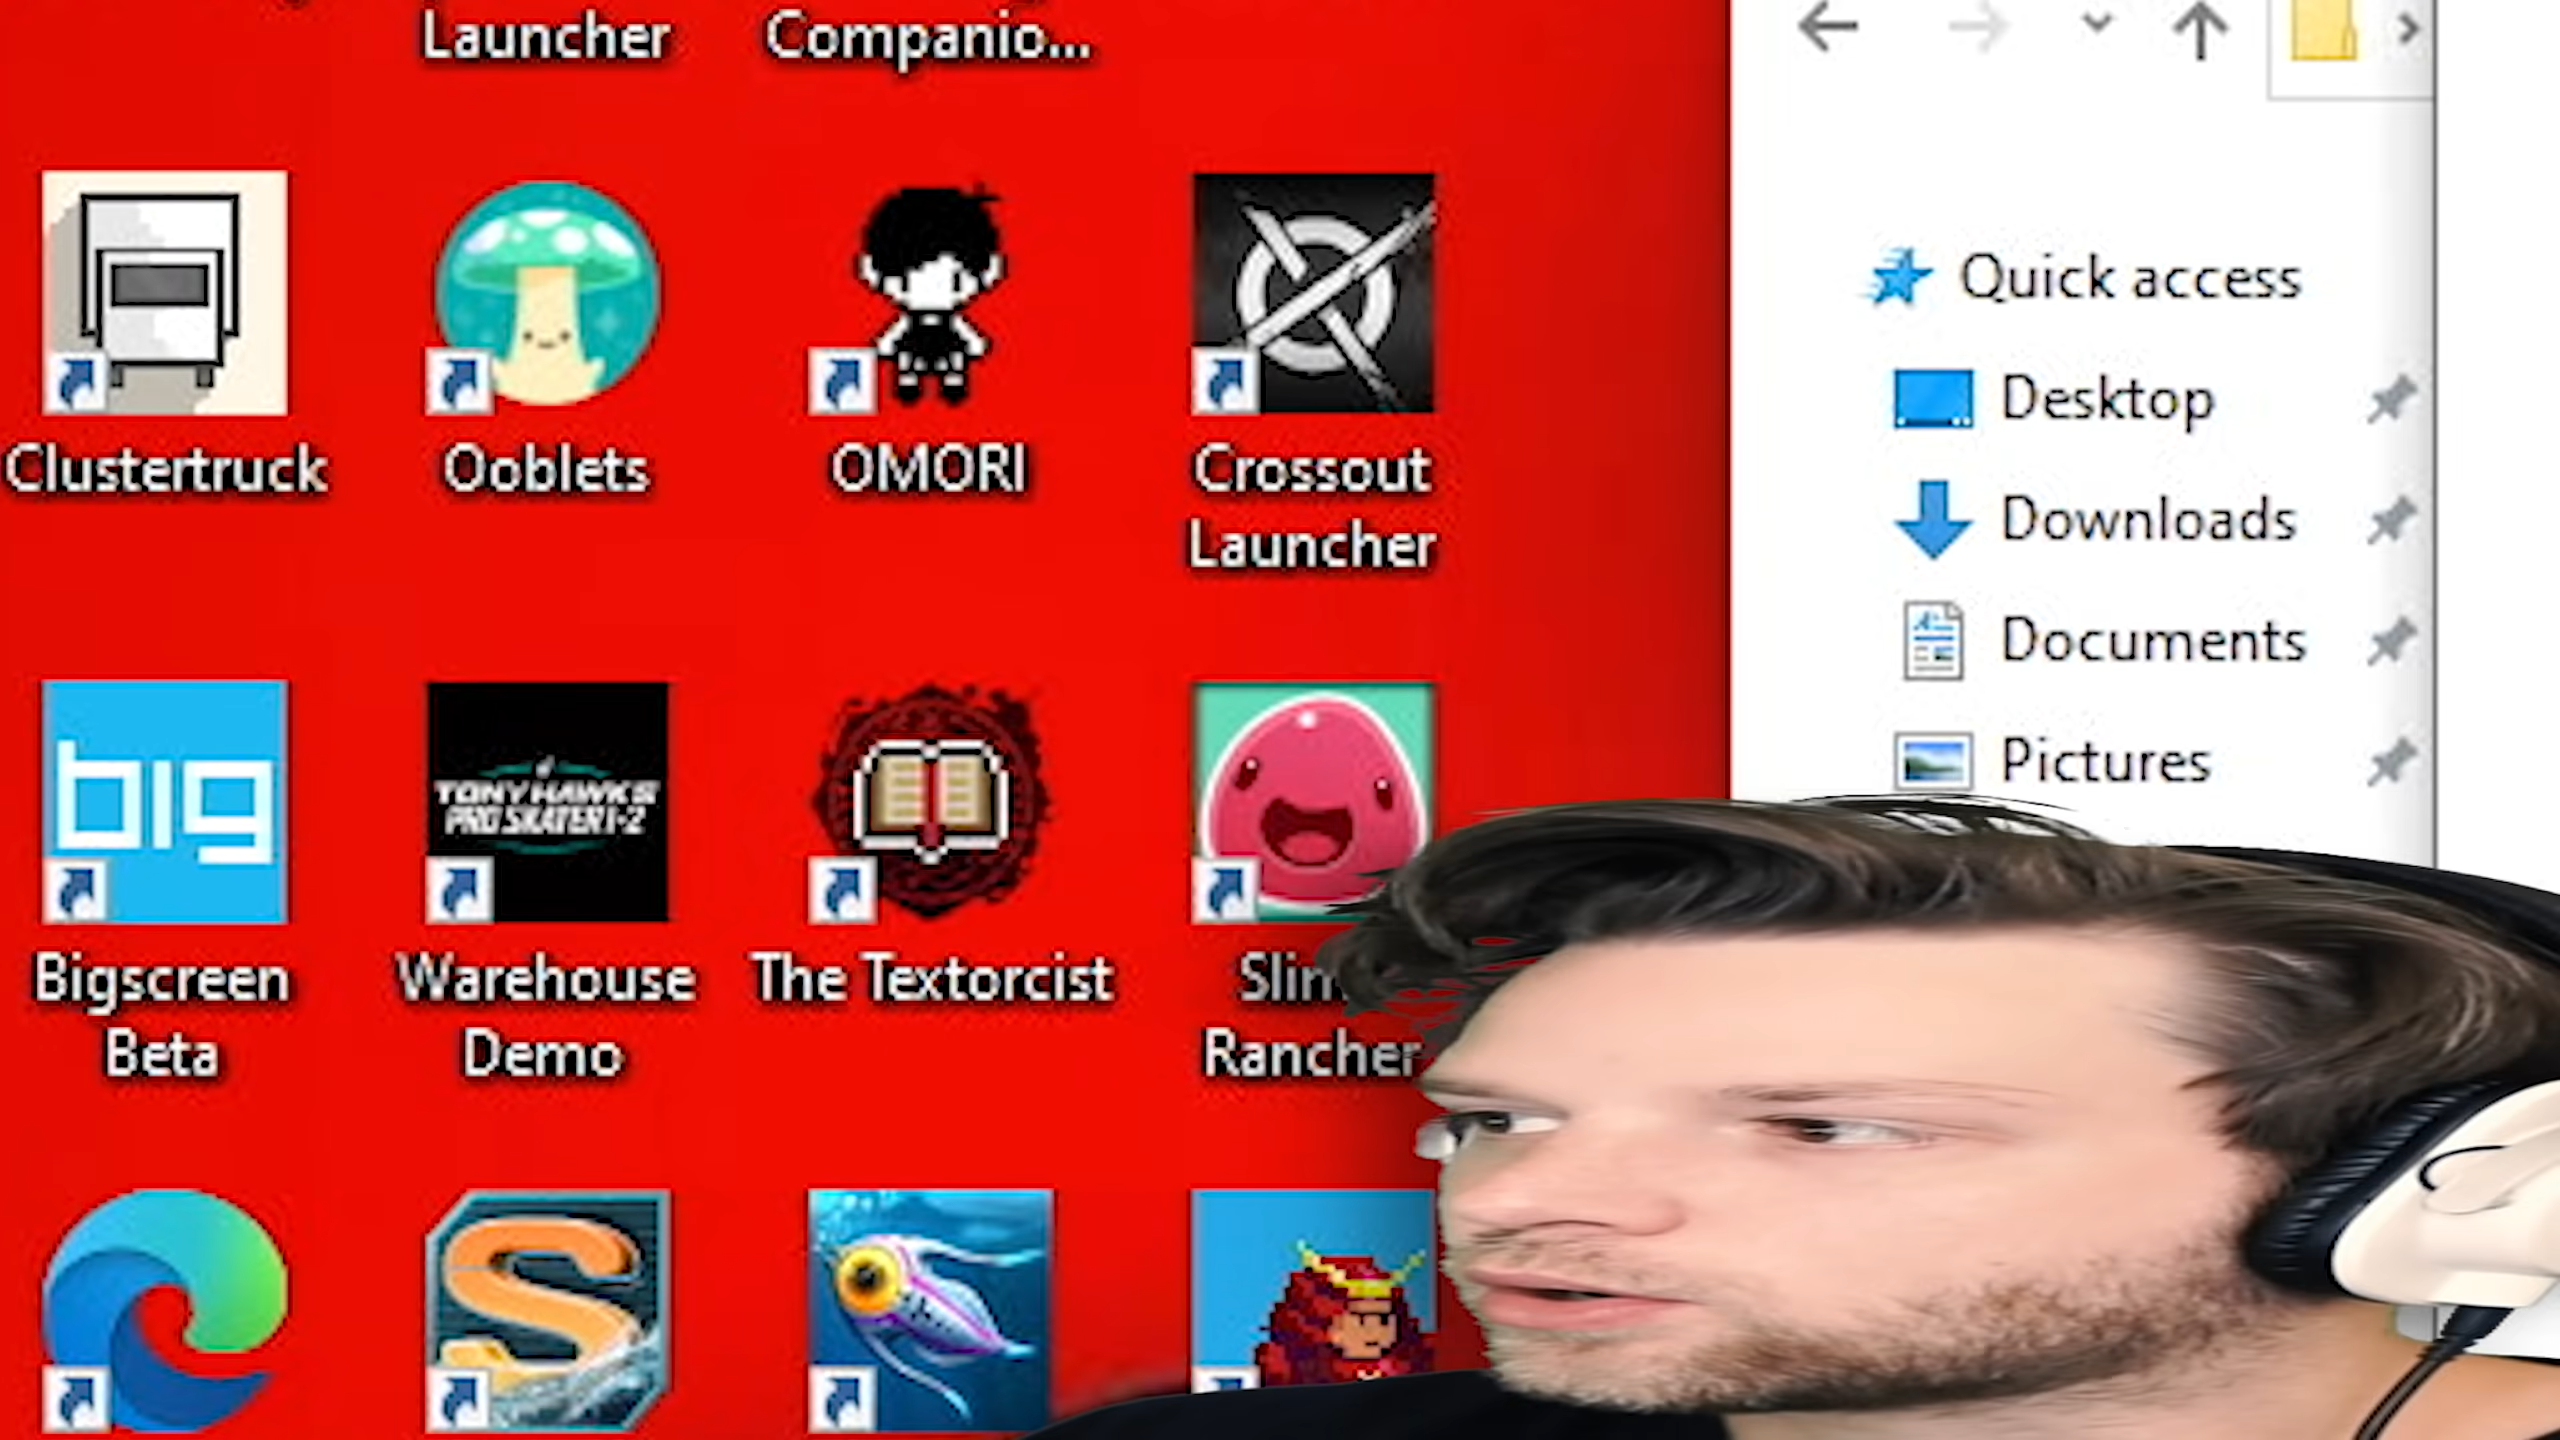 Launcher
Companio...
Quick access
Desktop
Downloads
Documents
Pictures
Clustertruck
Ooblets
OMORI
Crossout
Launcher
big
TONY HAWK'S
PRO SKATER 1+2
Bigscreen
Beta
Warehouse
Demo
The Textorcist
Slim
Rancher
S